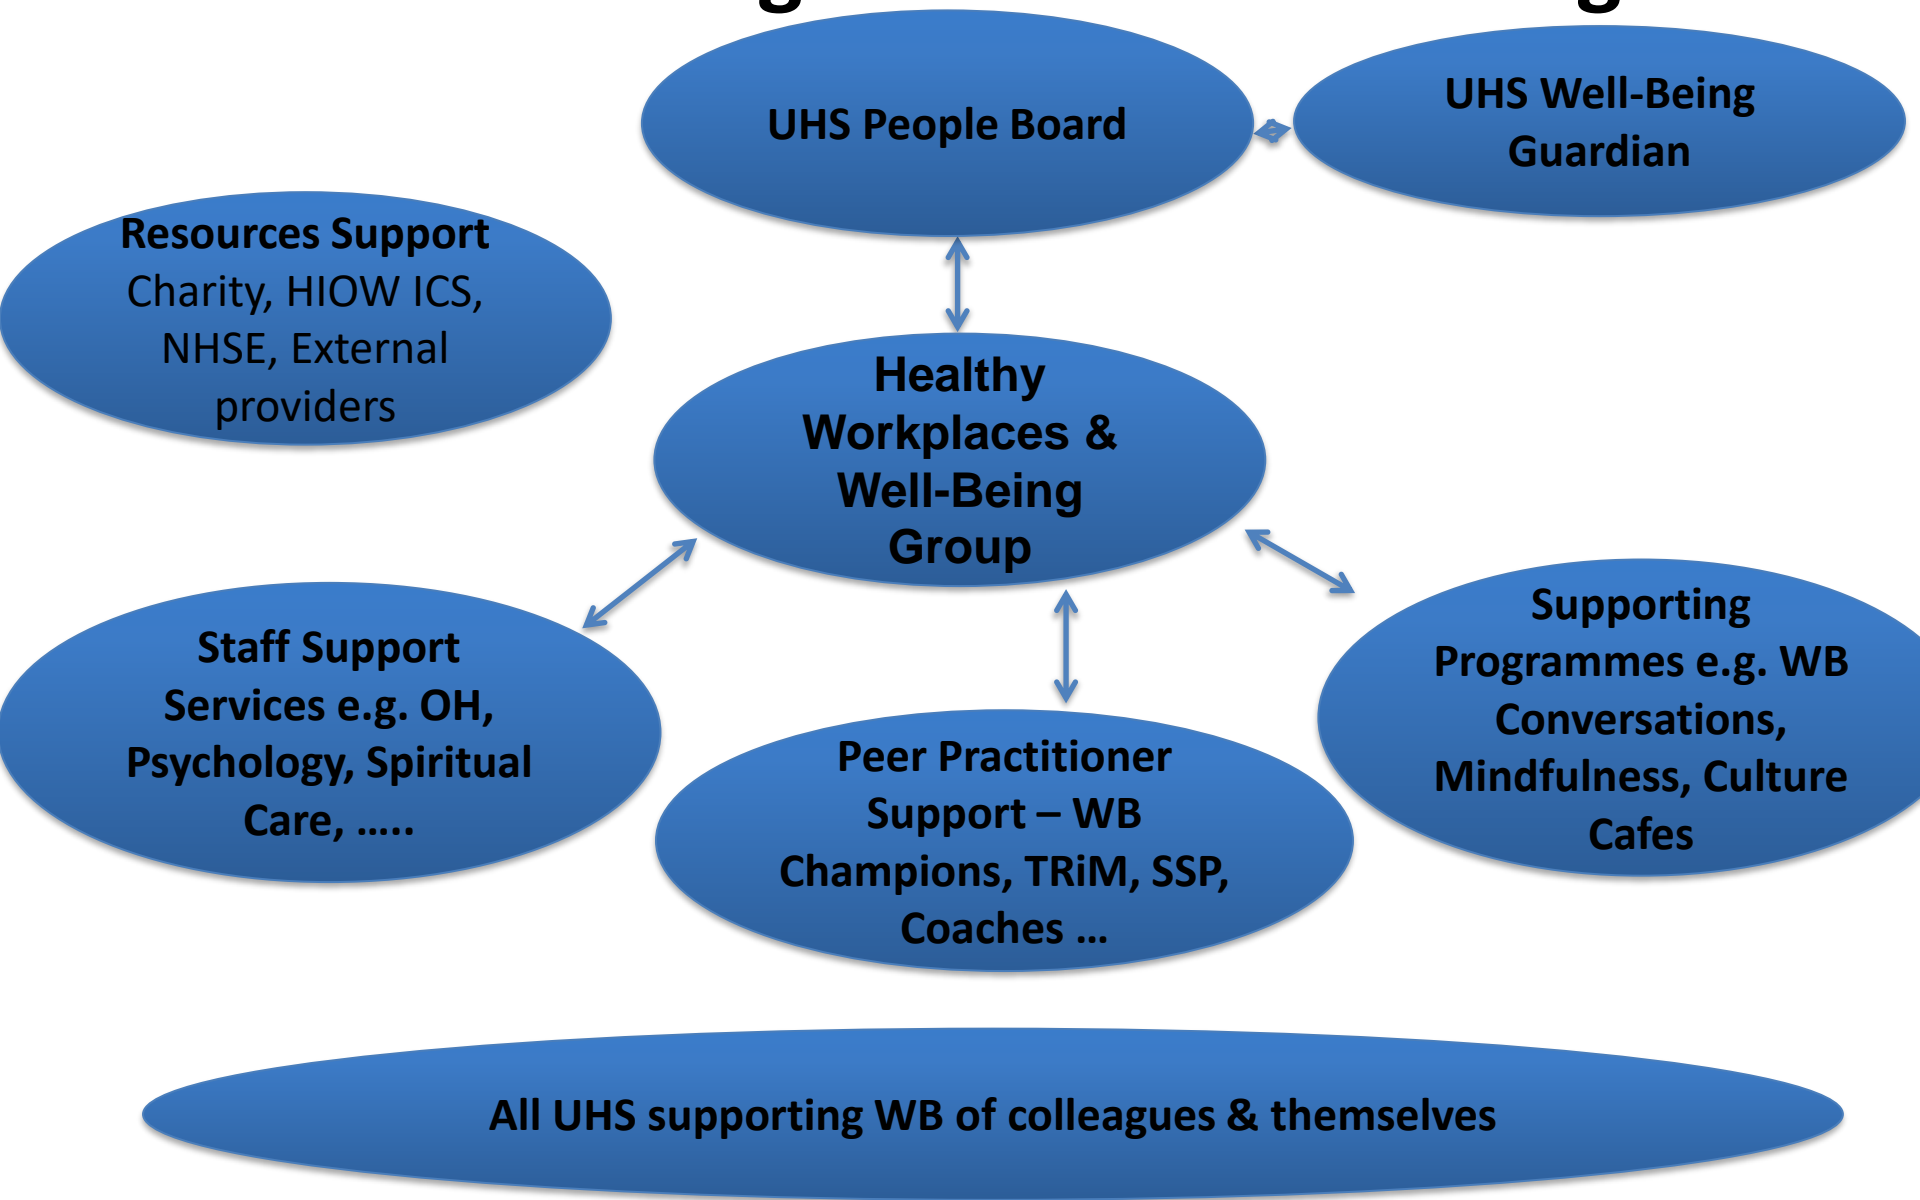 UHS People Board
UHS Well-Being
Guardian
Resources Support
Charity, HIOW ICS,
NHSE, External
providers
Healthy
Workplaces &
Well-Being
Group
Staff Support
Services e.g. OH,
Psychology, Spiritual
Care, .....
Peer Practitioner
Support – WB
Champions, TRiM, SSP,
Coaches ...
Supporting
Programmes e.g. WB
Conversations,
Mindfulness, Culture
Cafes
All UHS supporting WB of colleagues & themselves